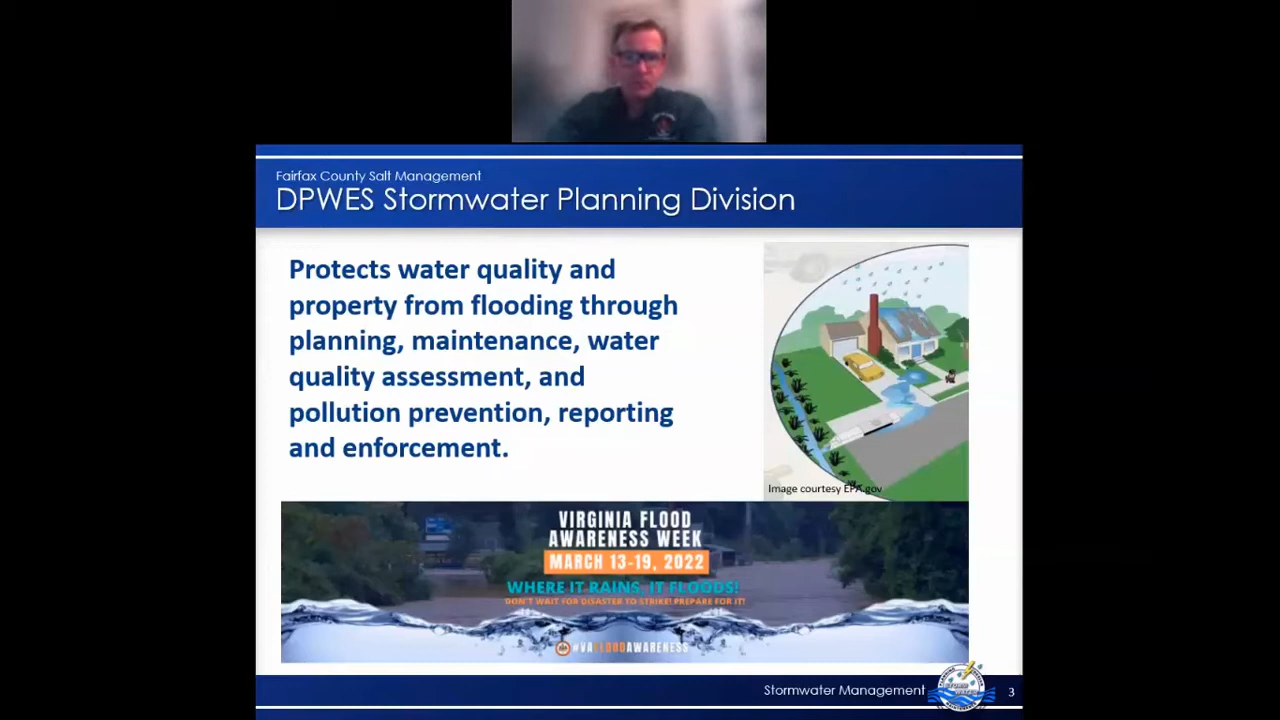 Fairfax County Salt Management
DPWES Stormwater Planning Division
Protects water quality and
property from flooding through
planning, maintenance, water
quality assessment, and
pollution prevention, reporting
and enforcement.
Image courtesy EPA.gov
VIRGINIA FLOOD
AWARENESS WEEK
MARCH 13-19, 2022
WHERE IT RAINS, IT FLOODS!
DON'T WAIT FOR DISASTER TO STRIKE! PREPARE FOR IT!
#VAFLOODAWARENESS
Stormwater Management
3